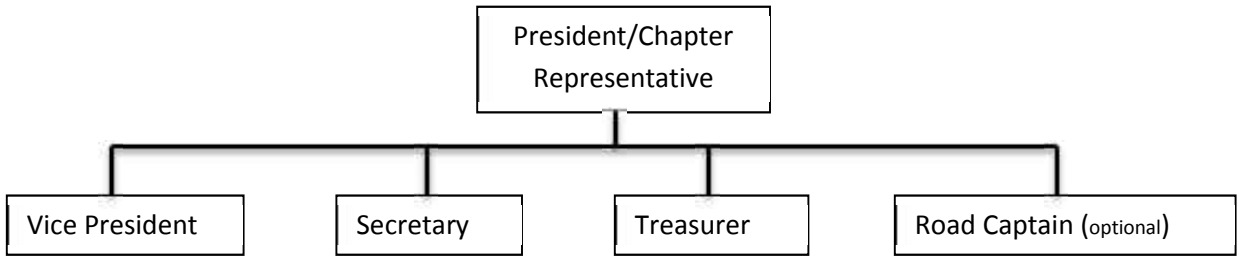 President/Chapter
Representative
Vice President
Secretary
Treasurer
Road Captain (optional)